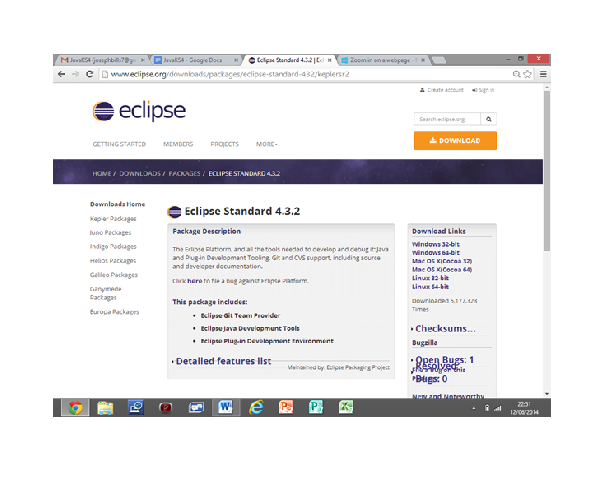 JavaKS4 - Google Docs
Eclipse Standard 4.3.2 | Ecl
Zoom in on a webpage - I
www.eclipse.org/downloads/packages/eclipse-standard-432/keplersr2
Create account Sign in
eclipse
Search eclipse.org
GETTING STARTED MEMBERS PROJECTS MORE
DOWNLOAD
HOME / DOWNLOADS / PACKAGES / ECLIPSE STANDARD 4.3.2
Downloads Home
Kepler Packages
Juno Packages
Indigo Packages
Helios Packages
Galileo Packages
Ganymede
Packages
Europa Packages
Eclipse Standard 4.3.2
Package Description
The Eclipse Platform, and all the tools needed to develop and debug it: Java
and Plug-in Development Tooling, Git and CVS support, including source
and developer documentation.
Click here to file a bug against Eclipse Platform.
This package includes:
Eclipse Git Team Provider
Eclipse Java Development Tools
Eclipse Plug-in Development Environment
Detailed features list
Maintained by: Eclipse Packaging Project
Download Links
Windows 32-bit
Windows 64-bit
Mac OS X(Cocoa 32)
Mac OS X(Cocoa 64)
Linux 32-bit
Linux 64-bit
Downloaded
Times
Checksums...
Bugzilla
Open Bugs: 1
Resolved
Bugs: 0
New and Noteworthy
22:31
12/08/2014